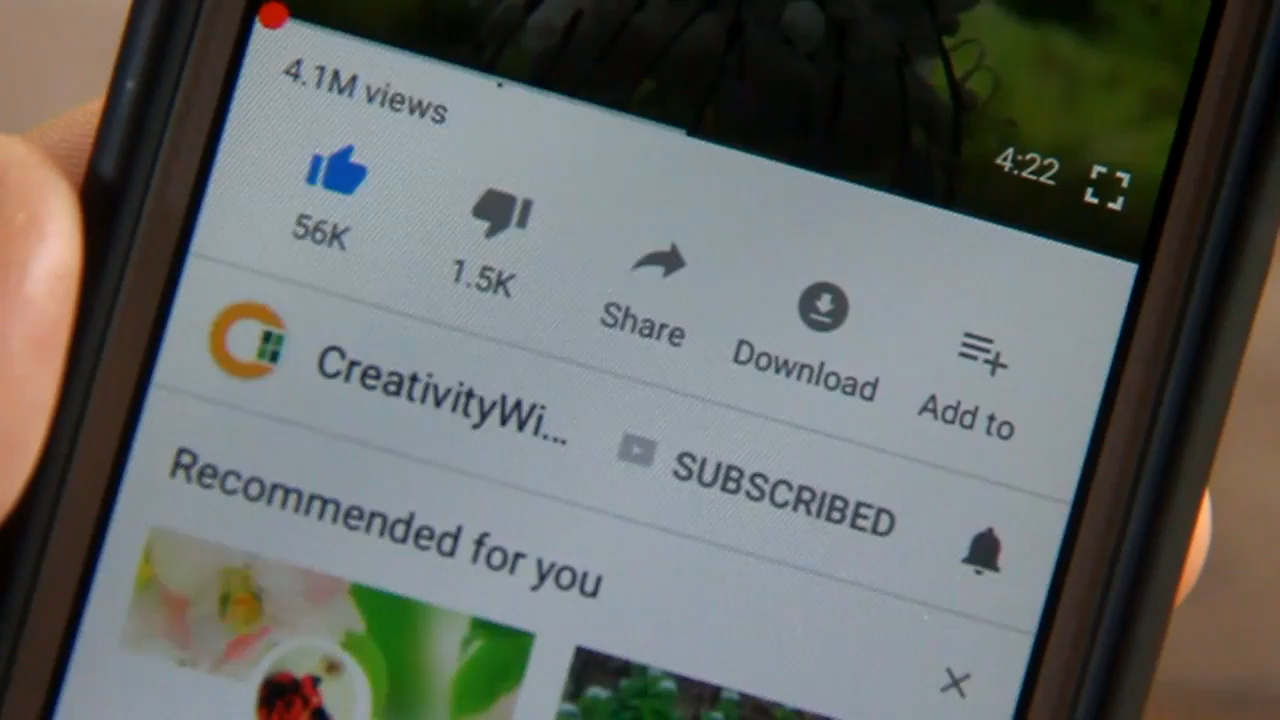 4:22
4.1M views
56K
1.5K
Share
Download
Add to
CreativityWi...
SUBSCRIBED
Recommended for you